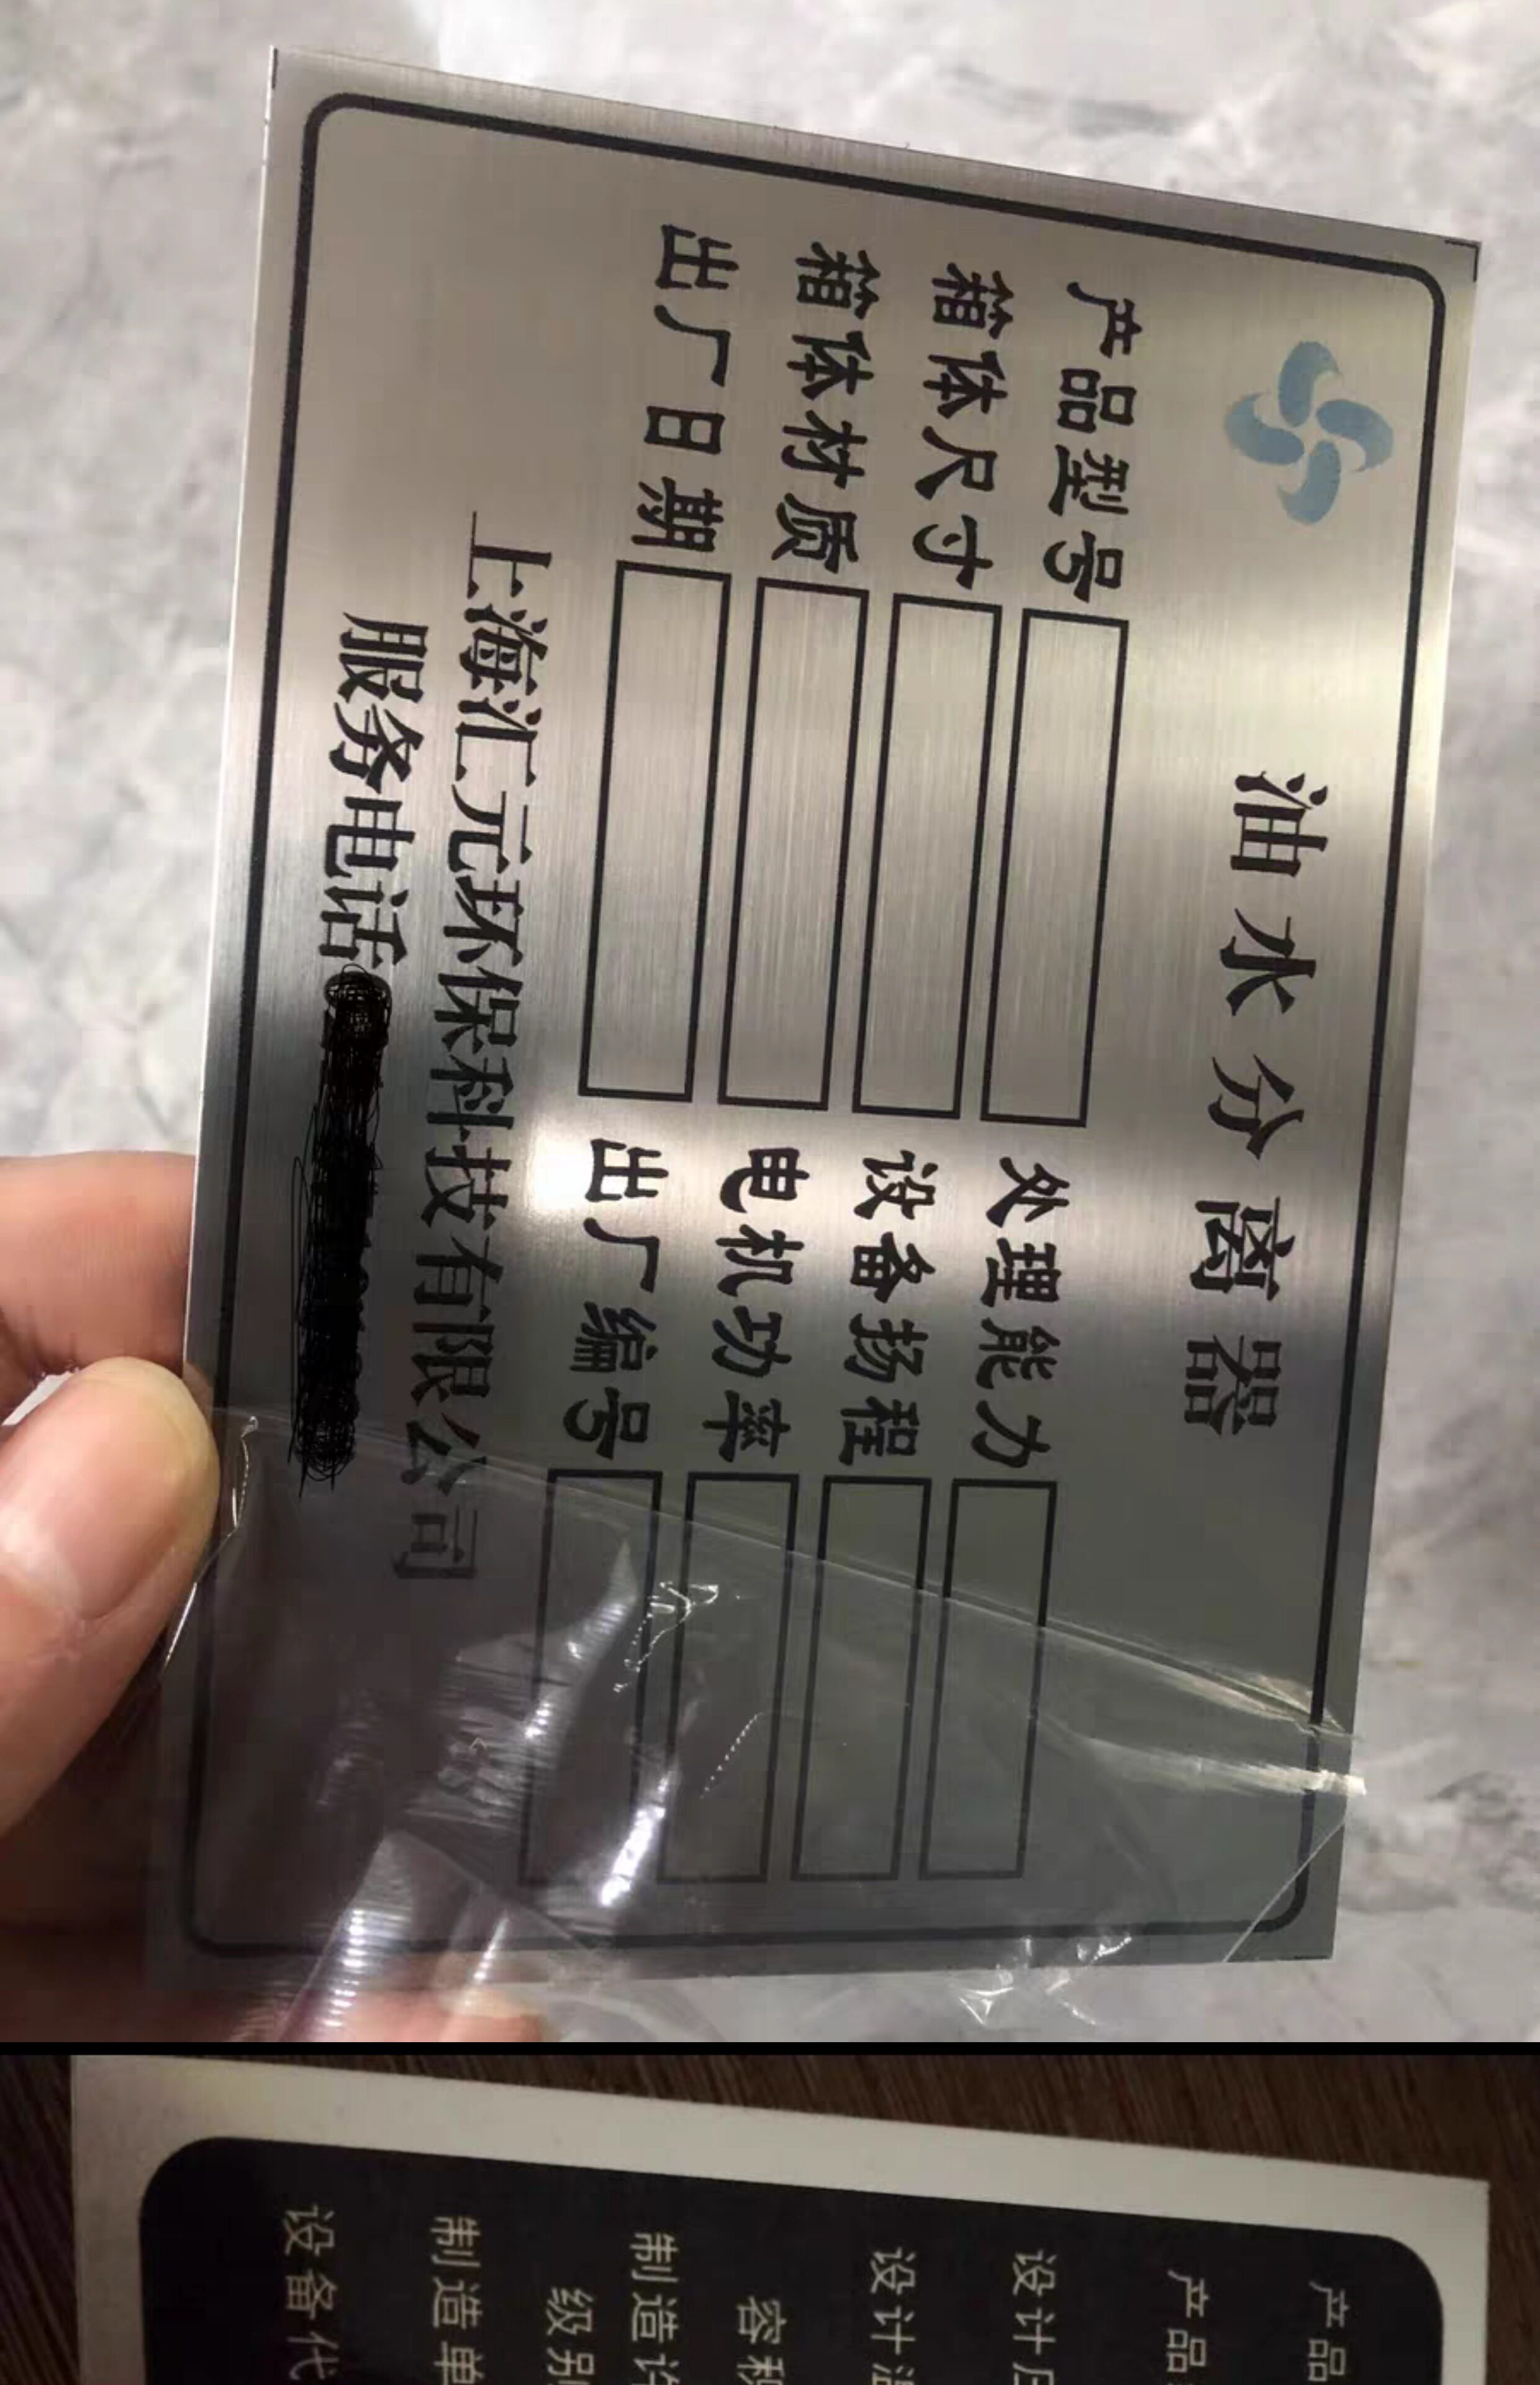 油水分离器
产品型号 处理能力
箱体尺寸 设备扬程
箱体材质 电机功率
出厂日期 出厂编号
上海汇元环保科技有限公司
服务电话
产品
产品
设计
设计
容积
制造许
级别
制造单
设备代